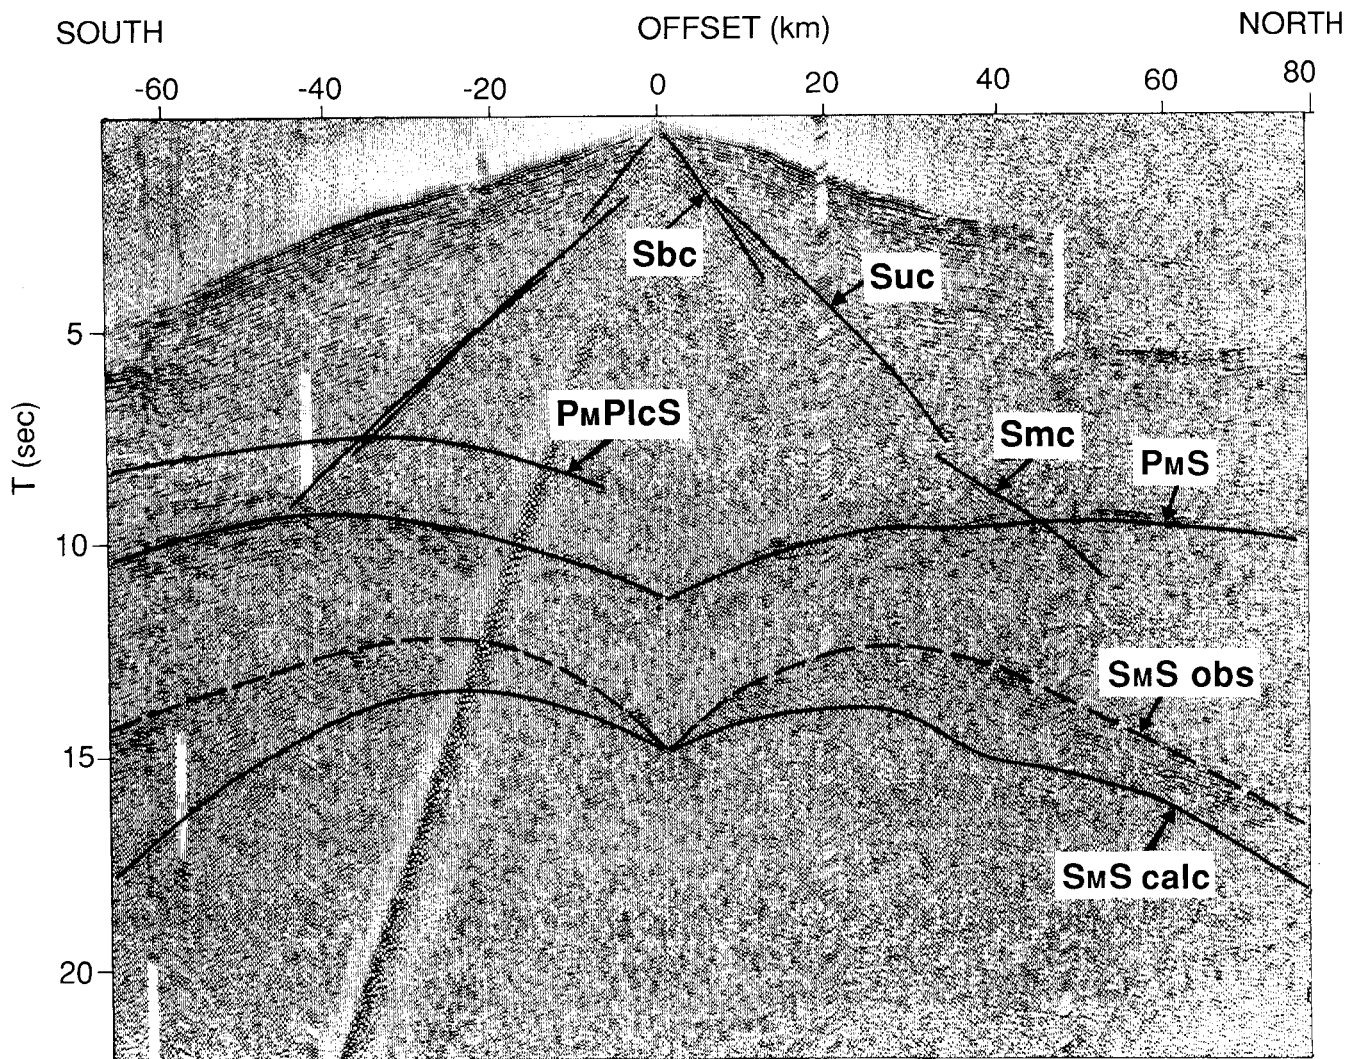 SOUTH OFFSET (km) NORTH
-60 -40 -20 0 20 40 60 80
Sbc
Suc
5
PMPlcS
Smc
PMS
T (sec)
10
SMS obs
15
SMS calc
20